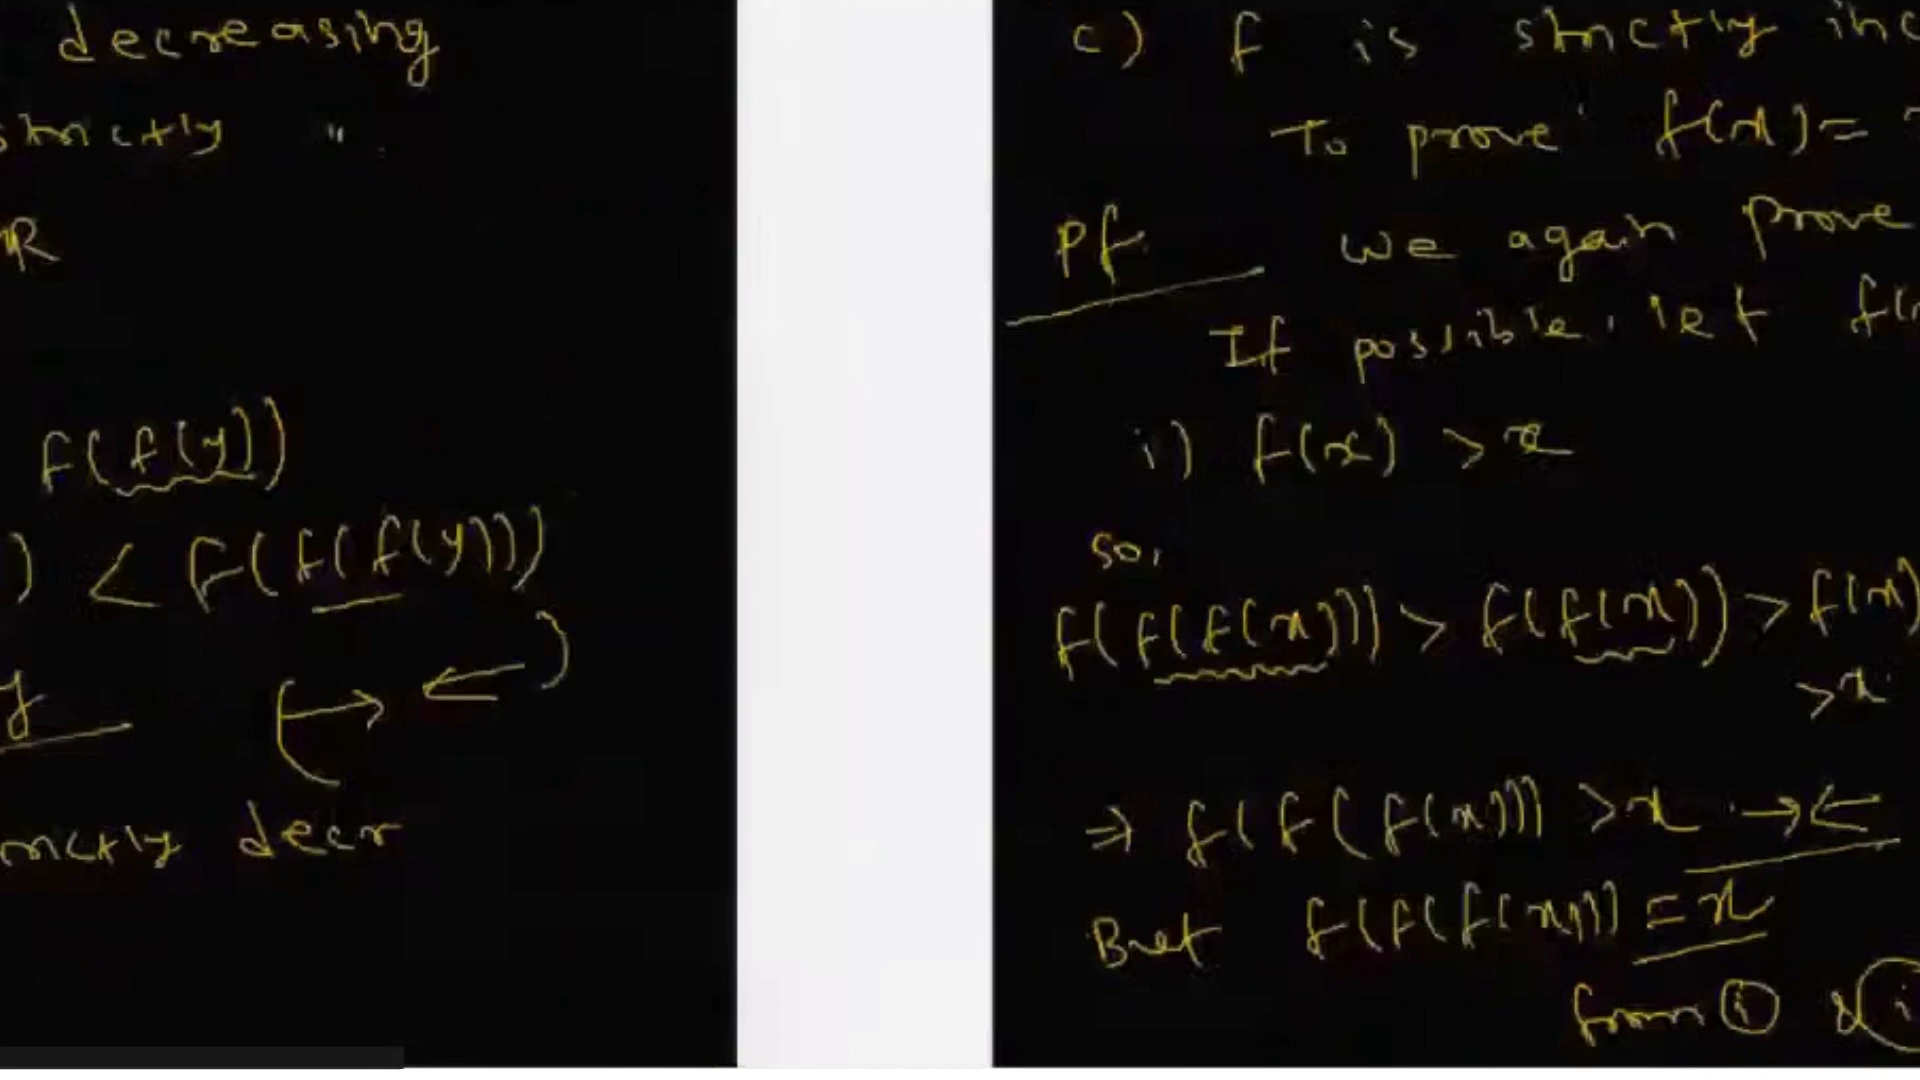 decreasing
strictly "
R
f(f(y))
) < f(f(f(y)))
y
strictly decr
c) f is strictly inc
To prove f(x) =
Pf We again prove
If possible, let f(
i) f(x) > x
so,
f(f(f(x))) > f(f(x)) > f(x)
> x
⇒ f(f(f(x))) > x →←
But f(f(f(x))) = x
from (i) & (i